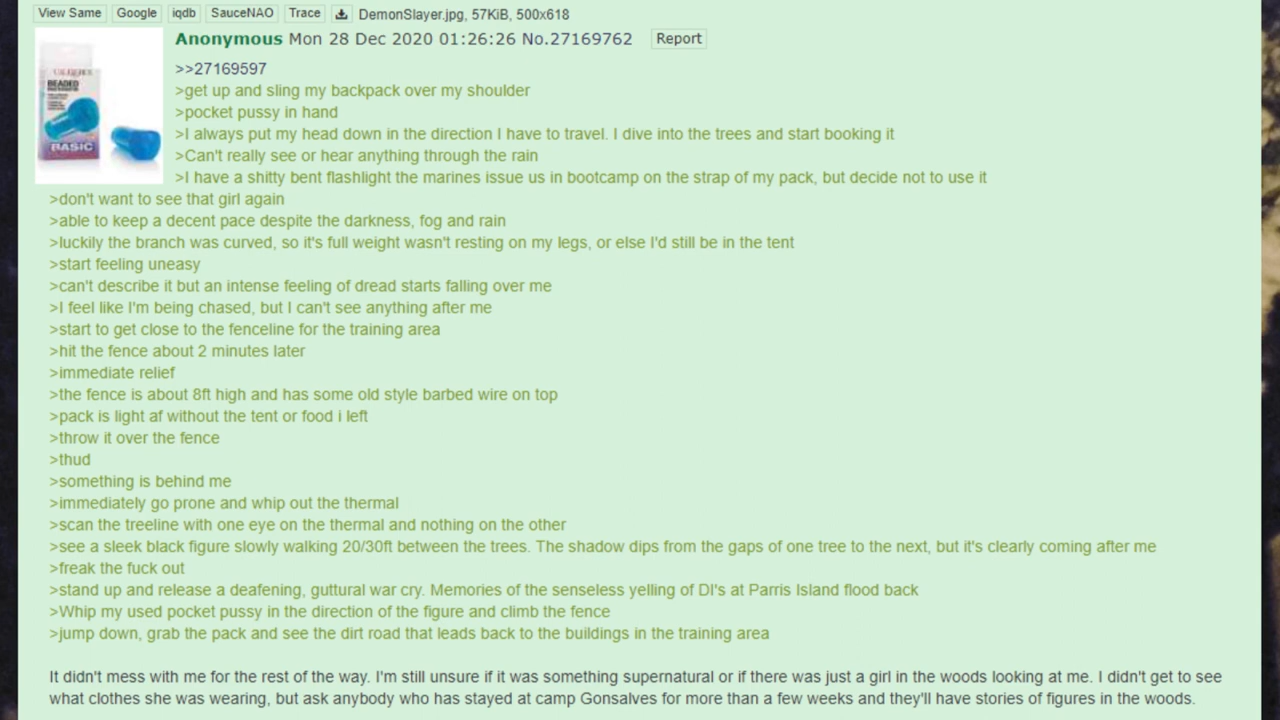 View Same Google iqdb SauceNAO Trace DemonSlayer.jpg, 57KiB, 500x618
Anonymous Mon 28 Dec 2020 01:26:26 No.27169762 Report
BEADED
BASIC
>>27169597
>get up and sling my backpack over my shoulder
>pocket pussy in hand
>I always put my head down in the direction I have to travel. I dive into the trees and start booking it
>Can't really see or hear anything through the rain
>I have a shitty bent flashlight the marines issue us in bootcamp on the strap of my pack, but decide not to use it
>don't want to see that girl again
>able to keep a decent pace despite the darkness, fog and rain
>luckily the branch was curved, so it's full weight wasn't resting on my legs, or else I'd still be in the tent
>start feeling uneasy
>can't describe it but an intense feeling of dread starts falling over me
>I feel like I'm being chased, but I can't see anything after me
>start to get close to the fenceline for the training area
>hit the fence about 2 minutes later
>immediate relief
>the fence is about 8ft high and has some old style barbed wire on top
>pack is light af without the tent or food i left
>throw it over the fence
>thud
>something is behind me
>immediately go prone and whip out the thermal
>scan the treeline with one eye on the thermal and nothing on the other
>see a sleek black figure slowly walking 20/30ft between the trees. The shadow dips from the gaps of one tree to the next, but it's clearly coming after me
>freak the fuck out
>stand up and release a deafening, guttural war cry. Memories of the senseless yelling of DI's at Parris Island flood back
>Whip my used pocket pussy in the direction of the figure and climb the fence
>jump down, grab the pack and see the dirt road that leads back to the buildings in the training area
It didn't mess with me for the rest of the way. I'm still unsure if it was something supernatural or if there was just a girl in the woods looking at me. I didn't get to see
what clothes she was wearing, but ask anybody who has stayed at camp Gonsalves for more than a few weeks and they'll have stories of figures in the woods.